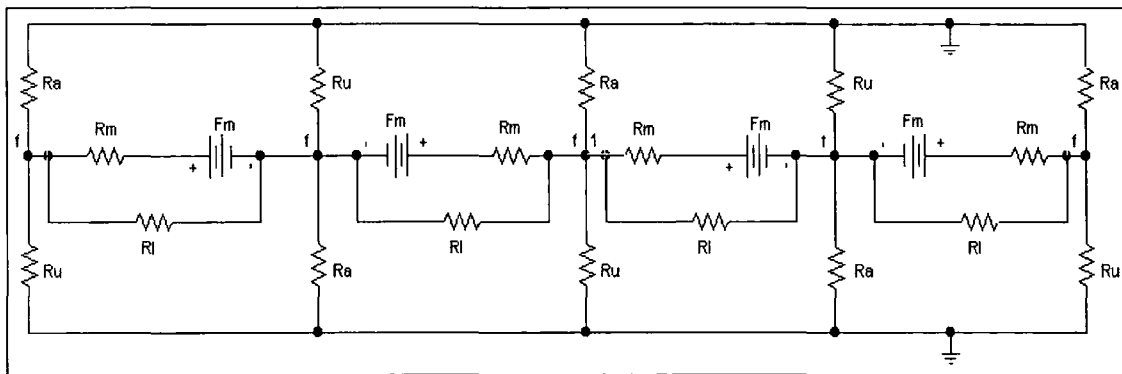 Ra Ru Ra Ru Ra
Rm Fm Fm Rm Rm Fm Fm Rm
f f f f f f
+ - - + + - - +
Rl Rl Rl Rl
Ru Ra Ru Ra Ru